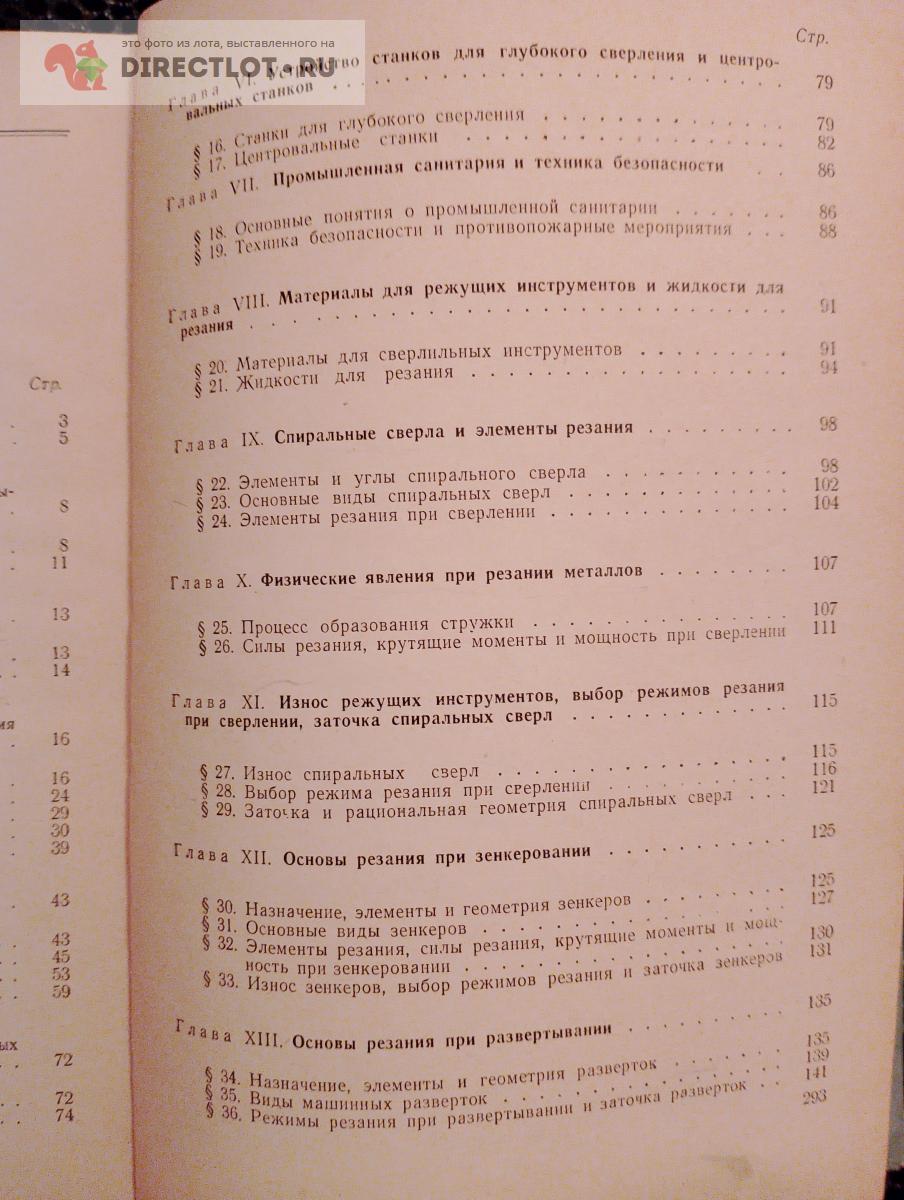 это фото из лота, выставленного на
DIRECTLOT.RU
Стр.
3
5
ы-
8
8
11
13
13
14
ия
16
16
24
29
30
39
43
43
45
53
59
ых
72
72
74
Стр.
Глава VI. Устройство станков для глубокого сверления и центро-
вальных станков . . . 79
§ 16. Станки для глубокого сверления . . . 79
§ 17. Центровальные станки . . . 82
Глава VII. Промышленная санитария и техника безопасности . . 86
§ 18. Основные понятия о промышленной санитарии . . . 86
§ 19. Техника безопасности и противопожарные мероприятия . . . 88
Глава VIII. Материалы для режущих инструментов и жидкости для
резания . . . 91
§ 20. Материалы для сверлильных инструментов . . . 91
§ 21. Жидкости для резания . . . 94
Глава IX. Спиральные сверла и элементы резания . . . 98
§ 22. Элементы и углы спирального сверла . . . 98
§ 23. Основные виды спиральных сверл . . . 102
§ 24. Элементы резания при сверлении . . . 104
Глава X. Физические явления при резании металлов . . . 107
§ 25. Процесс образования стружки . . . 107
§ 26. Силы резания, крутящие моменты и мощность при сверлении 111
Глава XI. Износ режущих инструментов, выбор режимов резания
при сверлении, заточка спиральных сверл . . . 115
§ 27. Износ спиральных сверл . . . 115
§ 28. Выбор режима резания при сверлении . . . 116
§ 29. Заточка и рациональная геометрия спиральных сверл . . . 121
Глава XII. Основы резания при зенкеровании . . . 125
§ 30. Назначение, элементы и геометрия зенкеров . . . 125
§ 31. Основные виды зенкеров . . . 127
§ 32. Элементы резания, силы резания, крутящие моменты и мощ-
ность при зенкеровании . . . 130
§ 33. Износ зенкеров, выбор режимов резания и заточка зенкеров 131
Глава XIII. Основы резания при развертывании . . . 135
§ 34. Назначение, элементы и геометрия разверток . . . 135
§ 35. Виды машинных разверток . . . 139
§ 36. Режимы резания при развертывании и заточка разверток . . 141
293